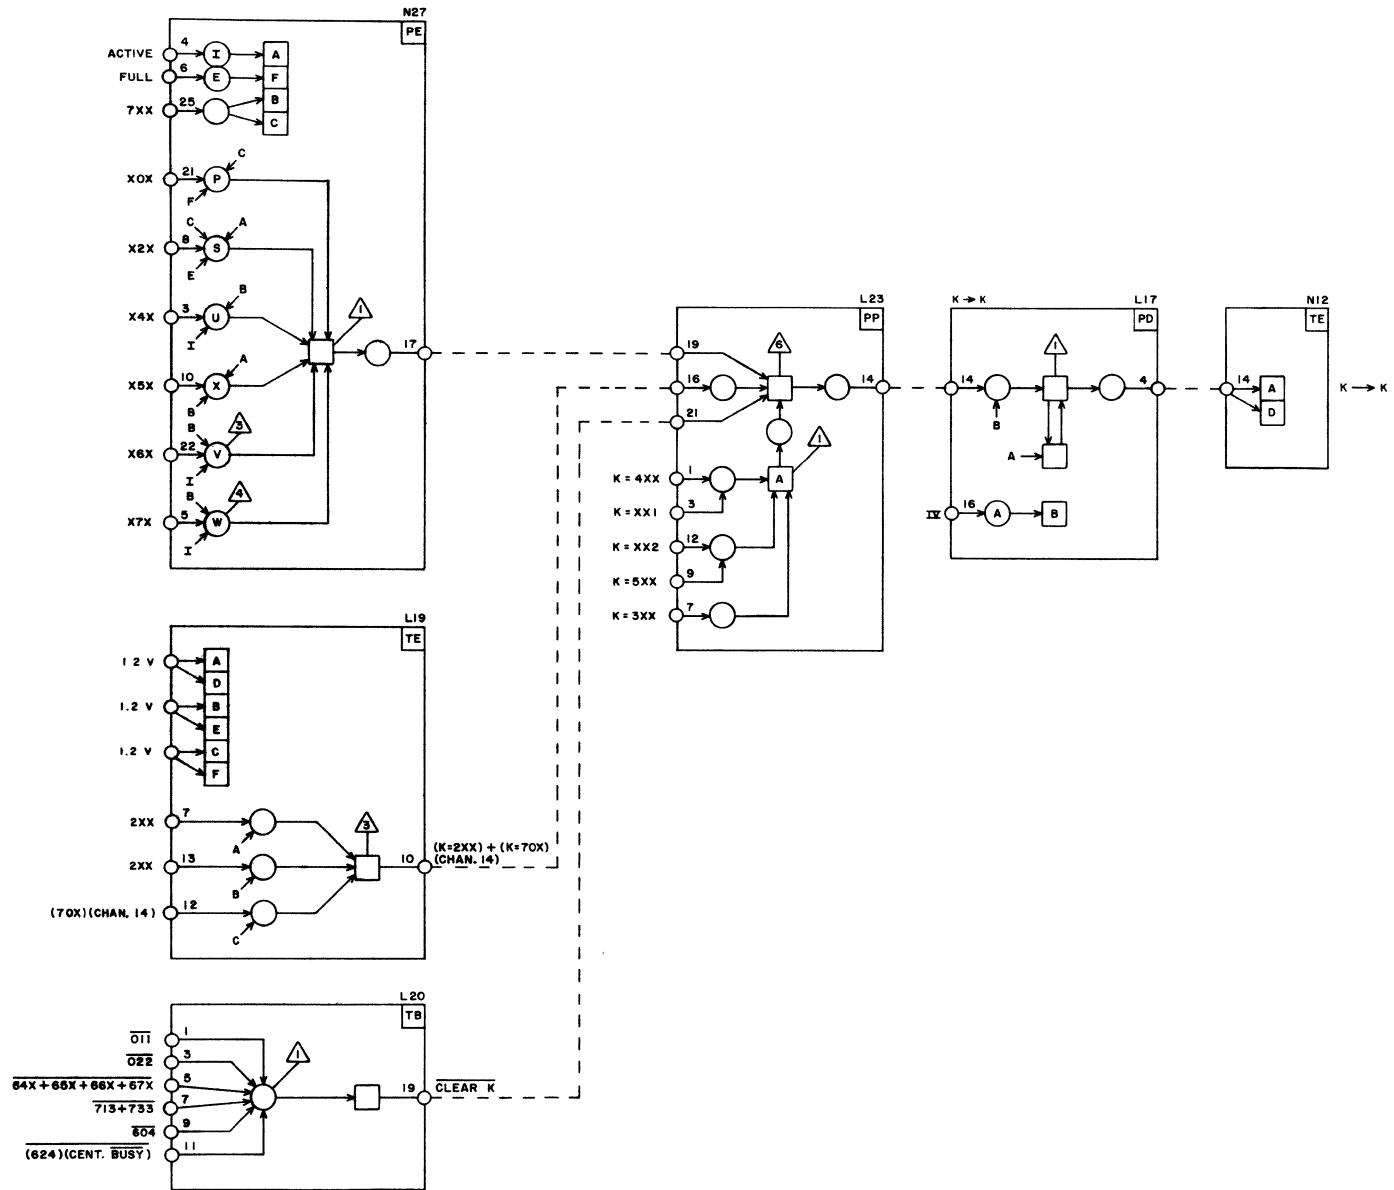 N27
PE
ACTIVE 4 I A
FULL 6 E F
7XX 25 B
C
C
X0X 21 P
F
C A
X2X 8 S
E
B
X4X 3 U
I
1
17
A
X5X 10 X
B
B 3
X6X 22 V
I
B 4
X7X 5 W
I
L23
PP
19
6
16
14
21
1
K = 4XX 1 A
K = XX1 3
K = XX2 12
K = 5XX 9
K = 3XX 7
K → K L17
PD
1
14 4
B
A
IV 16 A B
N12
TE
14 A
D
K → K
L19
TE
1 2 V A
D
1.2 V B
E
1.2 V C
F
2XX 7
A
3
2XX 13
B
10 (K=2XX) + (K=70X)
(CHAN. 14)
(70X)(CHAN. 14) 12
C
L20
TB
011 1
022 3
1
64X + 65X + 66X + 67X 5
713+733 7
604 9
(624)(CENT. BUSY) 11
19 CLEAR K